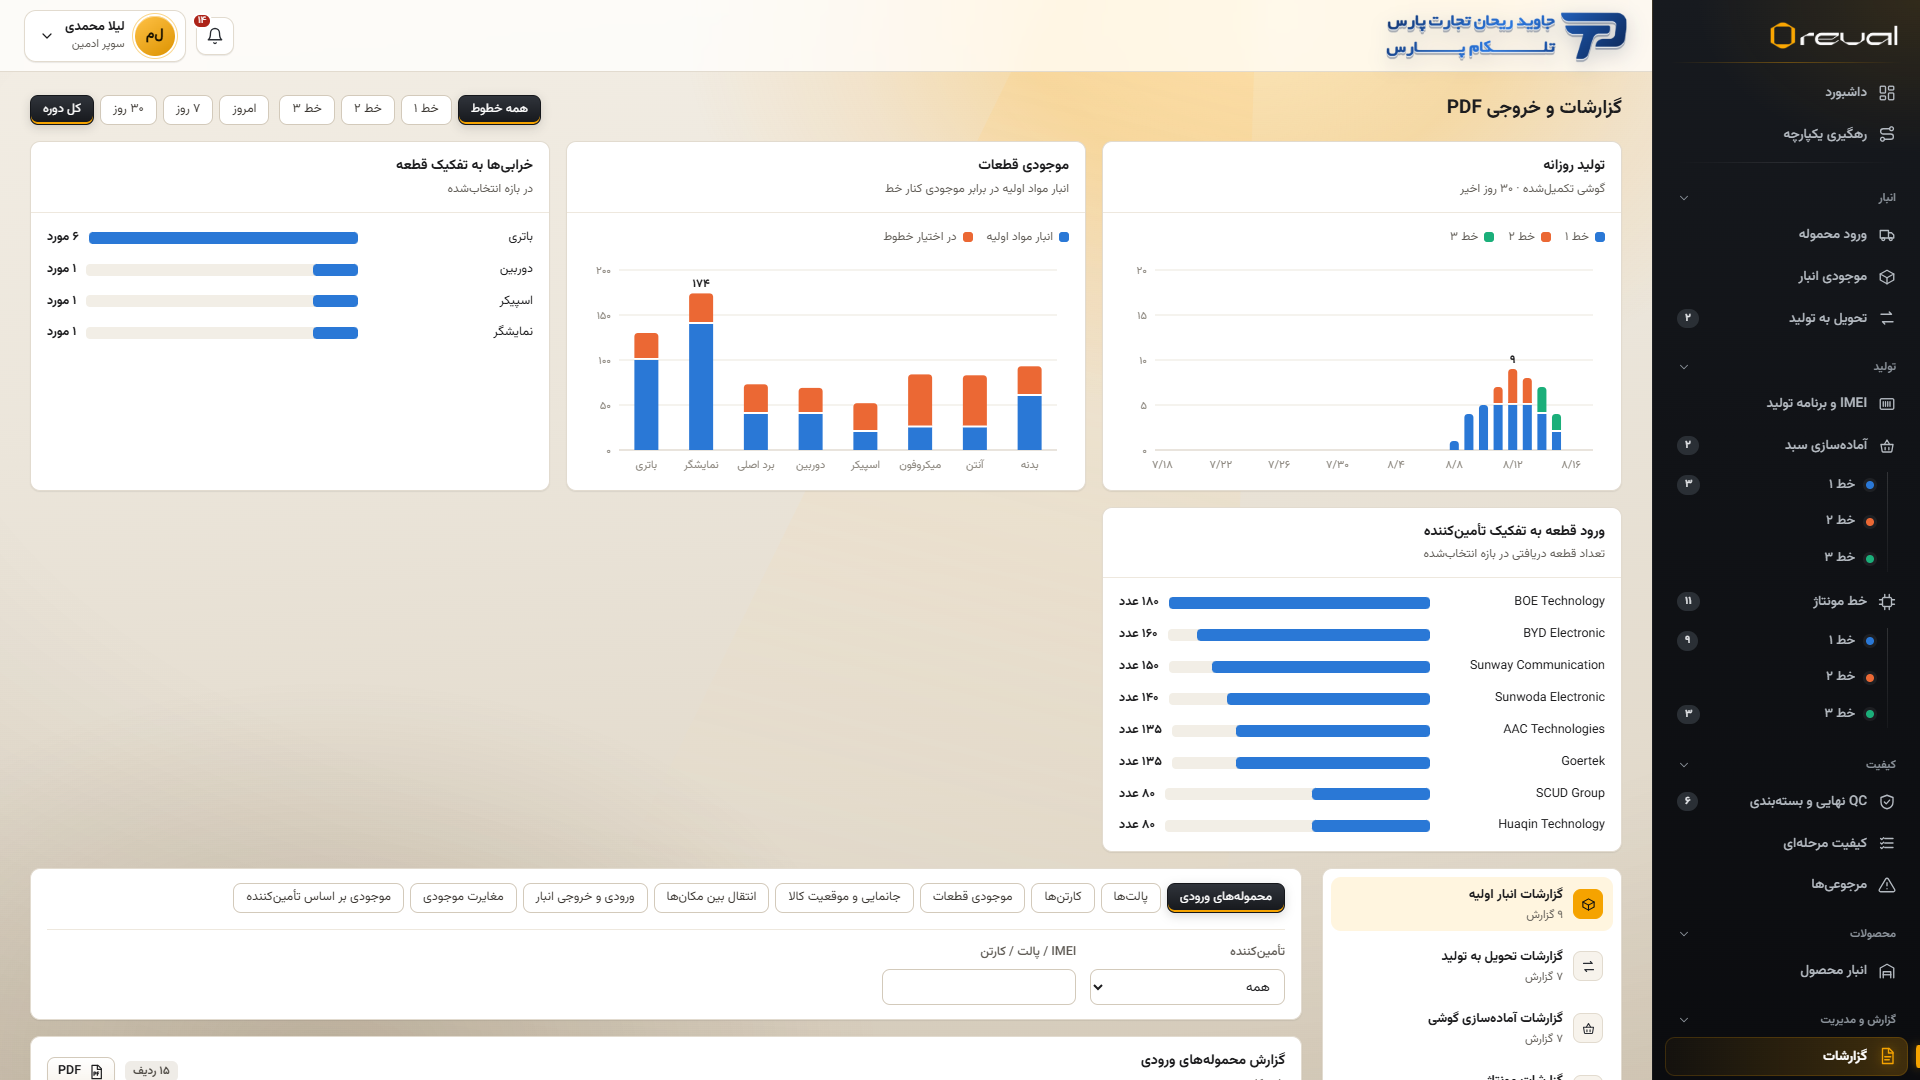 oreval
داشبورد
رهگیری یکپارچه
انبار
ورود محموله
موجودی انبار
تحویل به تولید ۲
تولید
IMEI و برنامه تولید
آماده‌سازی سبد ۲
خط ۱ ۳
خط ۲
خط ۳
خط مونتاژ ۱۱
خط ۱ ۹
خط ۲
خط ۳ ۳
کیفیت
QC نهایی و بسته‌بندی ۶
کیفیت مرحله‌ای
مرجوعی‌ها
محصولات
انبار محصول
گزارش و مدیریت
گزارشات
جاوید ریحان تجارت پارس
تلکام پارس
۱۴
لیلا محمدی
سوپر ادمین
ل‌م
گزارشات و خروجی PDF
همه خطوط خط ۱ خط ۲ خط ۳ امروز ۷ روز ۳۰ روز کل دوره
تولید روزانه
گوشی تکمیل‌شده · ۳۰ روز اخیر
خط ۱ خط ۲ خط ۳
۲۰
۱۵
۱۰
۵
۰
۹
۷/۱۸ ۷/۲۲ ۷/۲۶ ۷/۳۰ ۸/۴ ۸/۸ ۸/۱۲ ۸/۱۶
موجودی قطعات
انبار مواد اولیه در برابر موجودی کنار خط
انبار مواد اولیه در اختیار خطوط
۲۰۰
۱۵۰
۱۰۰
۵۰
۰
۱۷۴
باتری نمایشگر برد اصلی دوربین اسپیکر میکروفون آنتن بدنه
خرابی‌ها به تفکیک قطعه
در بازه انتخاب‌شده
باتری ۶ مورد
دوربین ۱ مورد
اسپیکر ۱ مورد
نمایشگر ۱ مورد
ورود قطعه به تفکیک تأمین‌کننده
تعداد قطعه دریافتی در بازه انتخاب‌شده
BOE Technology ۱۸۰ عدد
BYD Electronic ۱۶۰ عدد
Sunway Communication ۱۵۰ عدد
Sunwoda Electronic ۱۴۰ عدد
AAC Technologies ۱۳۵ عدد
Goertek ۱۳۵ عدد
SCUD Group ۸۰ عدد
Huaqin Technology ۸۰ عدد
گزارشات انبار اولیه
۹ گزارش
گزارشات تحویل به تولید
۷ گزارش
گزارشات آماده‌سازی گوشی
۷ گزارش
گزارشات مونتاژ
محموله‌های ورودی پالت‌ها کارتن‌ها موجودی قطعات جانمایی و موقعیت کالا انتقال بین مکان‌ها ورودی و خروجی انبار مغایرت موجودی موجودی بر اساس تأمین‌کننده
تأمین‌کننده
همه
IMEI / پالت / کارتن
گزارش محموله‌های ورودی
۱۵ ردیف
PDF